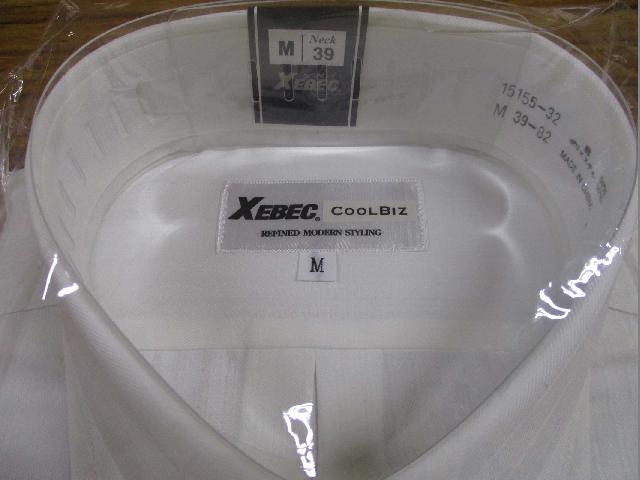 M Neck 39
XEBEC
15155-32
M 39-82
MADE IN
XEBEC® COOLBIZ
REFINED MODERN STYLING
M